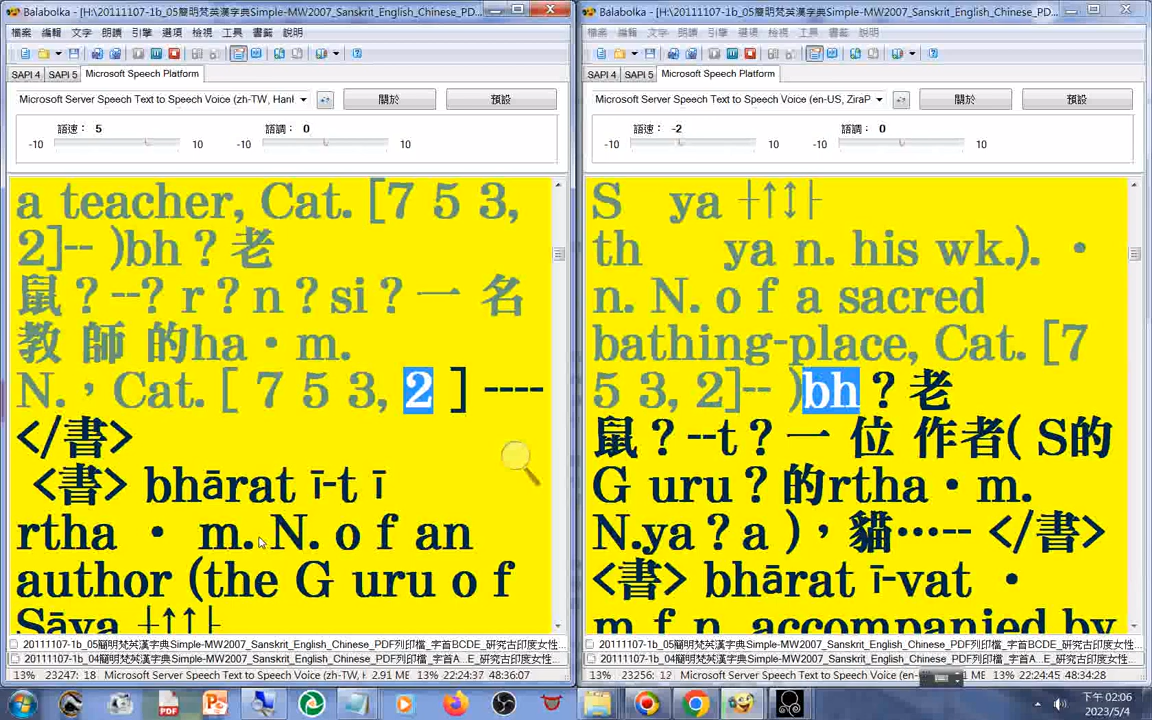 Balabolka - [H:\20111107-1b_05簡明梵英漢字典Simple-MW2007_Sanskrit_English_Chinese_PD...
檔案 編輯 文字 朗讀 引擎 選項 檢視 工具 書籤 說明
SAPI 4 SAPI 5 Microsoft Speech Platform
Microsoft Server Speech Text to Speech Voice (zh-TW, Hanl 關於 預設
語速： 5 語調： 0
-10 10 -10 10
a teacher, Cat. [7 5 3,
2]-- )bh？老
鼠？--? r？n？si？一 名
教 師 的ha • m.
N.，Cat. [ 7 5 3, 2 ] ----
</書>
<書> bhārat ī-t ī
rtha • m. N. o f an
author (the G uru o f
Sāya ┼↑↑├
20111107-1b_05簡明梵英漢字典Simple-MW2007_Sanskrit_English_Chinese_PDF列印檔_字首BCDE_研究古印度女性...
20111107-1b_04簡明梵英漢字典Simple-MW2007_Sanskrit_English_Chinese_PDF列印檔_字首A...E_研究古印度女性...
13% 23247: 18 Microsoft Server Speech Text to Speech Voice (zh-TW, 2.91 MB 13% 22:24:37 48:36:07
Balabolka - [H:\20111107-1b_05簡明梵英漢字典Simple-MW2007_Sanskrit_English_Chinese_PD...
檔案 編輯 文字 朗讀 引擎 選項 檢視 工具 書籤 說明
SAPI 4 SAPI 5 Microsoft Speech Platform
Microsoft Server Speech Text to Speech Voice (en-US, ZiraP 關於 預設
語速： -2 語調： 0
-10 10 -10 10
S ya ┼↑↕├
th ya n. his wk.). •
n. N. o f a sacred
bathing-place, Cat. [7
5 3, 2]-- )bh？老
鼠？--t？一 位 作者( S的
G uru？的rtha • m.
N.ya？a )，貓…-- </書>
<書> bhārat ī-vat •
m f n. accompanied by
20111107-1b_05簡明梵英漢字典Simple-MW2007_Sanskrit_English_Chinese_PDF列印檔_字首BCDE_研究古印度女性...
20111107-1b_04簡明梵英漢字典Simple-MW2007_Sanskrit_English_Chinese_PDF列印檔_字首A...E_研究古印度女性...
13% 23256: 12 Microsoft Server Speech Text to Speech Voice (en-US, MB 13% 22:24:45 48:34:28
下午 02:06
2023/5/4